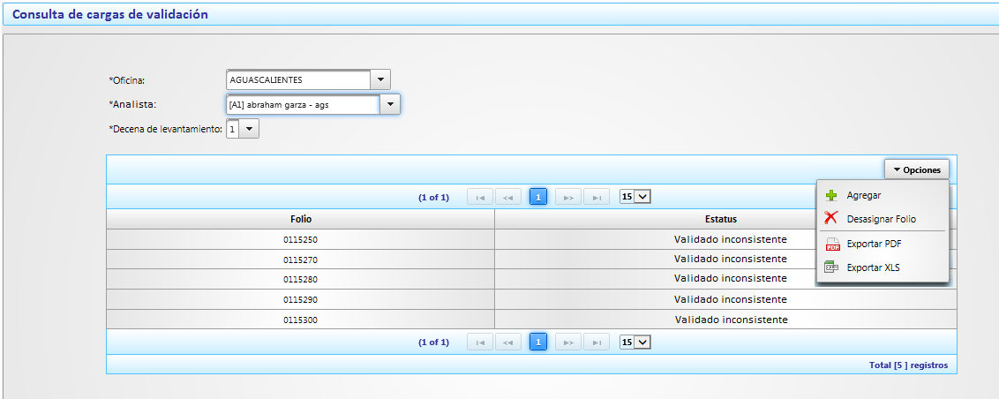 Consulta de cargas de validación
*Oficina: AGUASCALIENTES
*Analista: [A1] abraham garza - ags
*Decena de levantamiento: 1
Opciones
(1 of 1) 1 15
Agregar
Desasignar Folio
Exportar PDF
Exportar XLS
Folio Estatus
0115250 Validado inconsistente
0115270 Validado inconsistente
0115280 Validado inconsistente
0115290 Validado inconsistente
0115300 Validado inconsistente
(1 of 1) 1 15
Total [5 ] registros